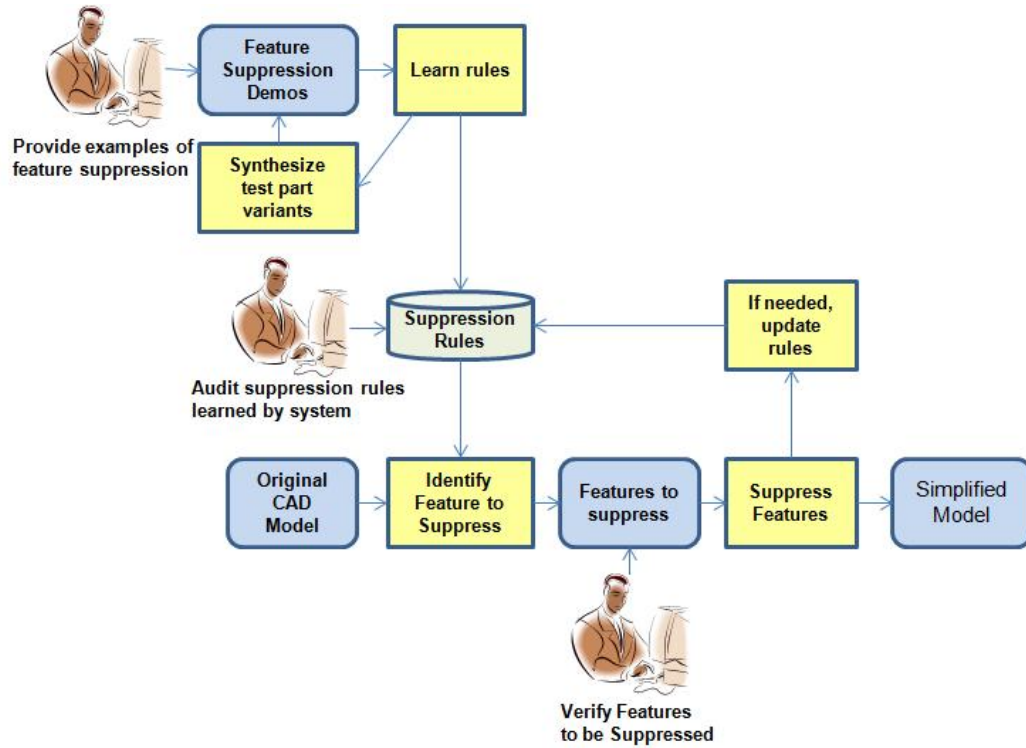 Feature
Suppression
Demos
Learn rules
Provide examples of
feature suppression
Synthesize
test part
variants
Suppression
Rules
If needed,
update
rules
Audit suppression rules
learned by system
Original
CAD
Model
Identify
Feature to
Suppress
Features to
suppress
Suppress
Features
Simplified
Model
Verify Features
to be Suppressed